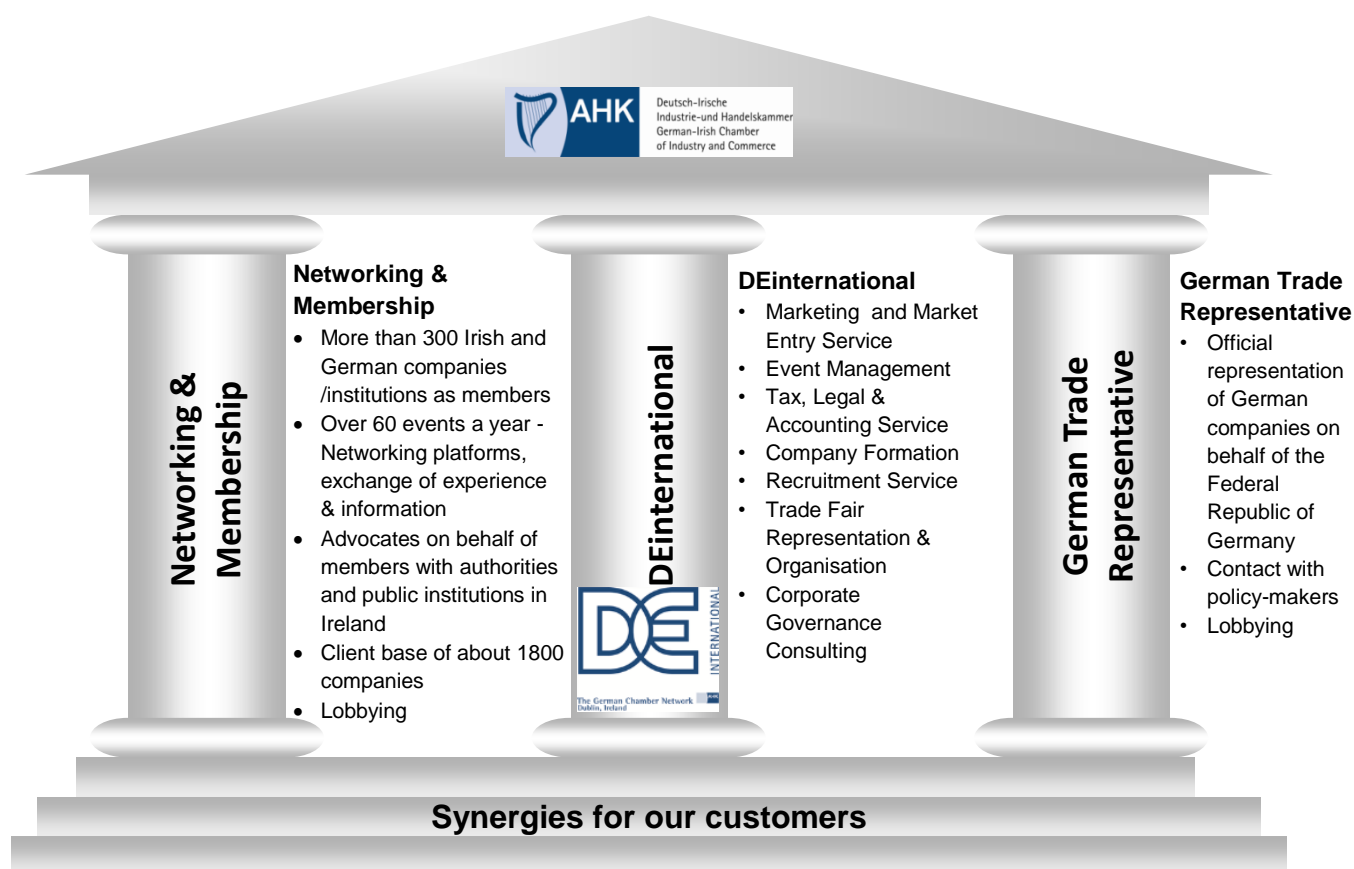 AHK
Deutsch-Irische
Industrie-und Handelskammer
German-Irish Chamber
of Industry and Commerce
Networking &
Membership
Networking &
Membership
• More than 300 Irish and
German companies
/institutions as members
• Over 60 events a year -
Networking platforms,
exchange of experience
& information
• Advocates on behalf of
members with authorities
and public institutions in
Ireland
• Client base of about 1800
companies
• Lobbying
DEinternational
DE
INTERNATIONAL
The German Chamber Network
Dublin, Ireland
AHK
DEinternational
• Marketing and Market
Entry Service
• Event Management
• Tax, Legal &
Accounting Service
• Company Formation
• Recruitment Service
• Trade Fair
Representation &
Organisation
• Corporate
Governance
Consulting
German Trade
Representative
German Trade
Representative
• Official
representation
of German
companies on
behalf of the
Federal
Republic of
Germany
• Contact with
policy-makers
• Lobbying
Synergies for our customers